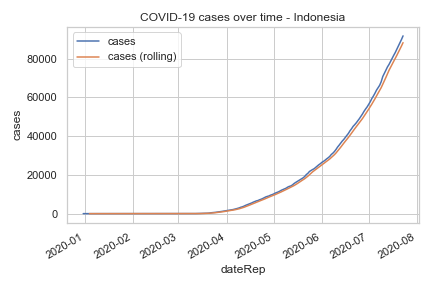 COVID-19 cases over time - Indonesia
cases
cases (rolling)
80000
60000
40000
20000
0
cases
2020-01
2020-02
2020-03
2020-04
2020-05
2020-06
2020-07
2020-08
dateRep